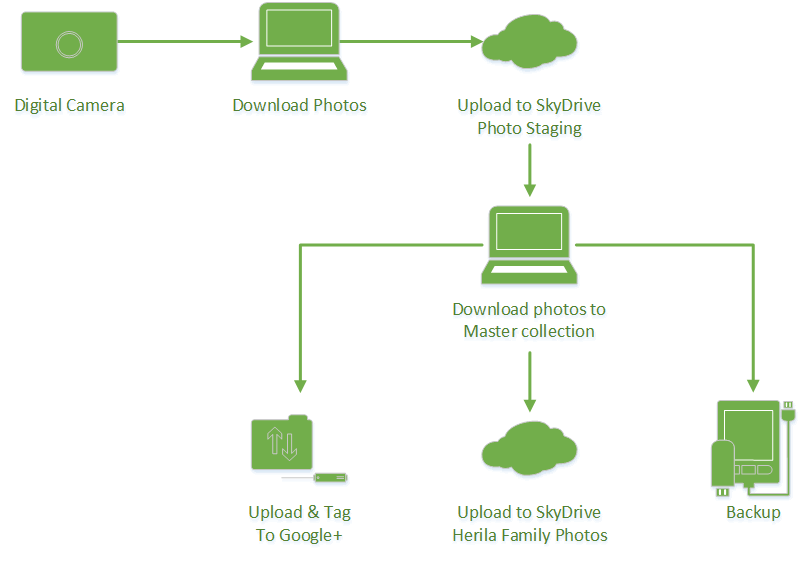 Digital Camera
Download Photos
Upload to SkyDrive
Photo Staging
Download photos to
Master collection
Upload & Tag
To Google+
Upload to SkyDrive
Herila Family Photos
Backup